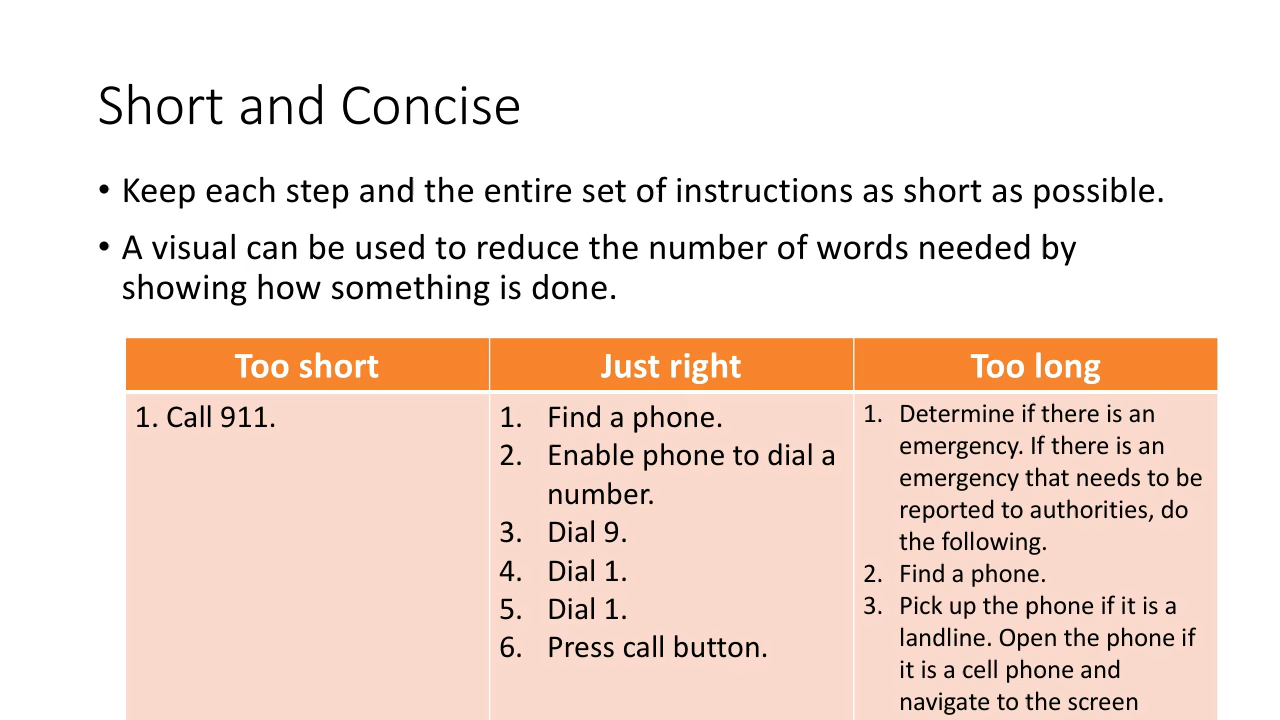 Short and Concise
• Keep each step and the entire set of instructions as short as possible.
• A visual can be used to reduce the number of words needed by
showing how something is done.
Too short
1. Call 911.
Just right
1. Find a phone.
2. Enable phone to dial a
number.
3. Dial 9.
4. Dial 1.
5. Dial 1.
6. Press call button.
Too long
1. Determine if there is an
emergency. If there is an
emergency that needs to be
reported to authorities, do
the following.
2. Find a phone.
3. Pick up the phone if it is a
landline. Open the phone if
it is a cell phone and
navigate to the screen